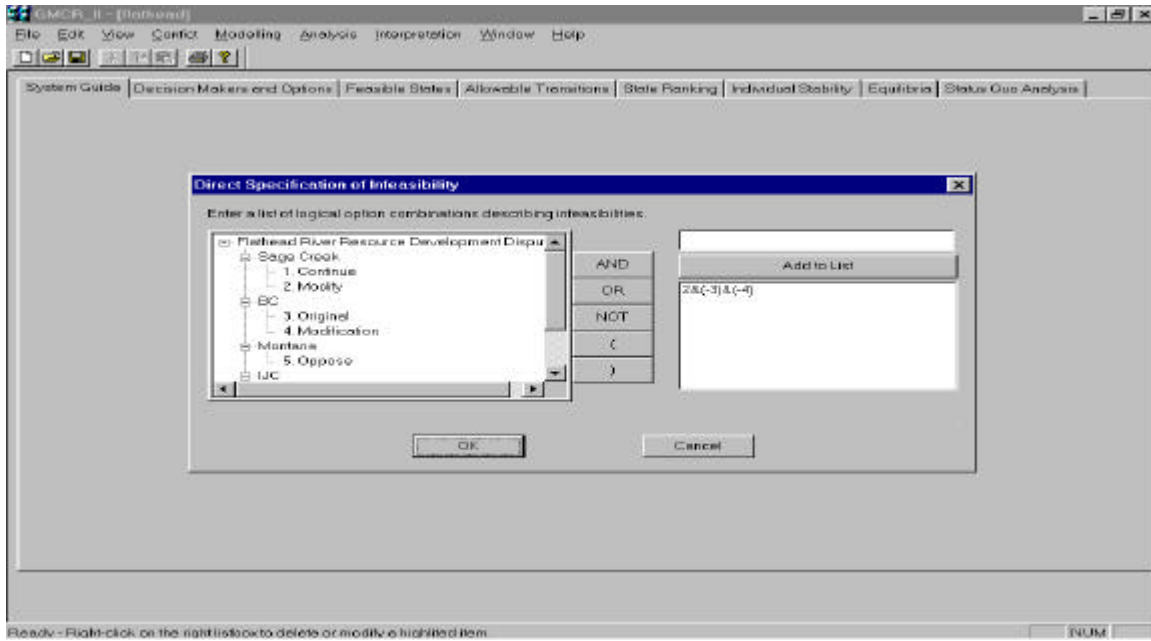 GMCR_II - [flathead]
File Edit View Conflct Modelling Analysis Interpretation Window Help
System Guide Decision Makers and Options Feasible States Allowable Transitions State Ranking Individual Stability Equilibria Status Quo Analysis
Direct Specification of Infeasibility
Enter a list of logical option combinations describing infeasibilities.
Flathead River Resource Development Dispu
Sage Creek
1. Continue
2. Modify
BC
3. Original
4. Modification
Montana
5. Oppose
IJC
AND
OR
NOT
(
)
Add to List
2&(-3)&(-4)
OK
Cancel
Ready - Right-click on the right listbox to delete or modify a highlited item
NUM